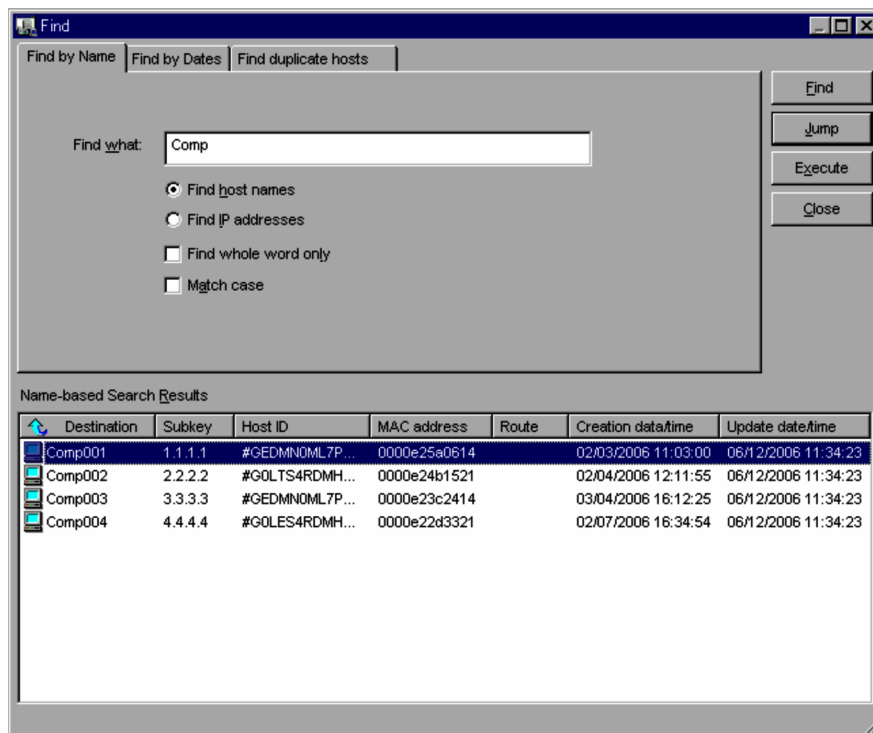 Find
Find by Name Find by Dates Find duplicate hosts
Find
Find what: Comp
Jump
Execute
Find host names
Close
Find IP addresses
Find whole word only
Match case
Name-based Search Results
Destination Subkey Host ID MAC address Route Creation data/time Update date/time
Comp001 1.1.1.1 #GEDMN0ML7P... 0000e25a0614 02/03/2006 11:03:00 06/12/2006 11:34:23
Comp002 2.2.2.2 #G0LTS4RDMH... 0000e24b1521 02/04/2006 12:11:55 06/12/2006 11:34:23
Comp003 3.3.3.3 #GEDMN0ML7P... 0000e23c2414 03/04/2006 16:12:25 06/12/2006 11:34:23
Comp004 4.4.4.4 #G0LES4RDMH... 0000e22d3321 02/07/2006 16:34:54 06/12/2006 11:34:23